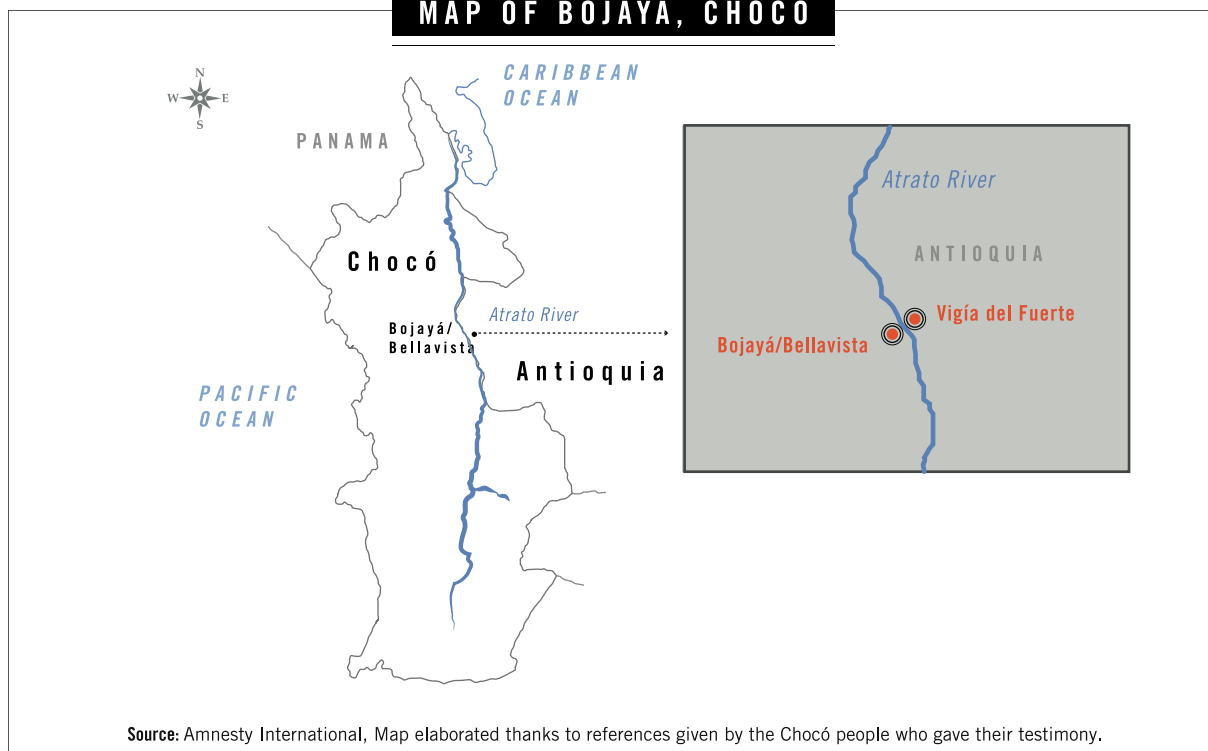 MAP OF BOJAYA, CHOCO
CARIBBEAN
OCEAN
N
W
E
S
PANAMA
Chocó
Atrato River
Bojayá/
Bellavista
Antioquia
PACIFIC
OCEAN
Atrato River
ANTIOQUIA
Vigía del Fuerte
Bojayá/Bellavista
Source: Amnesty International, Map elaborated thanks to references given by the Chocó people who gave their testimony.